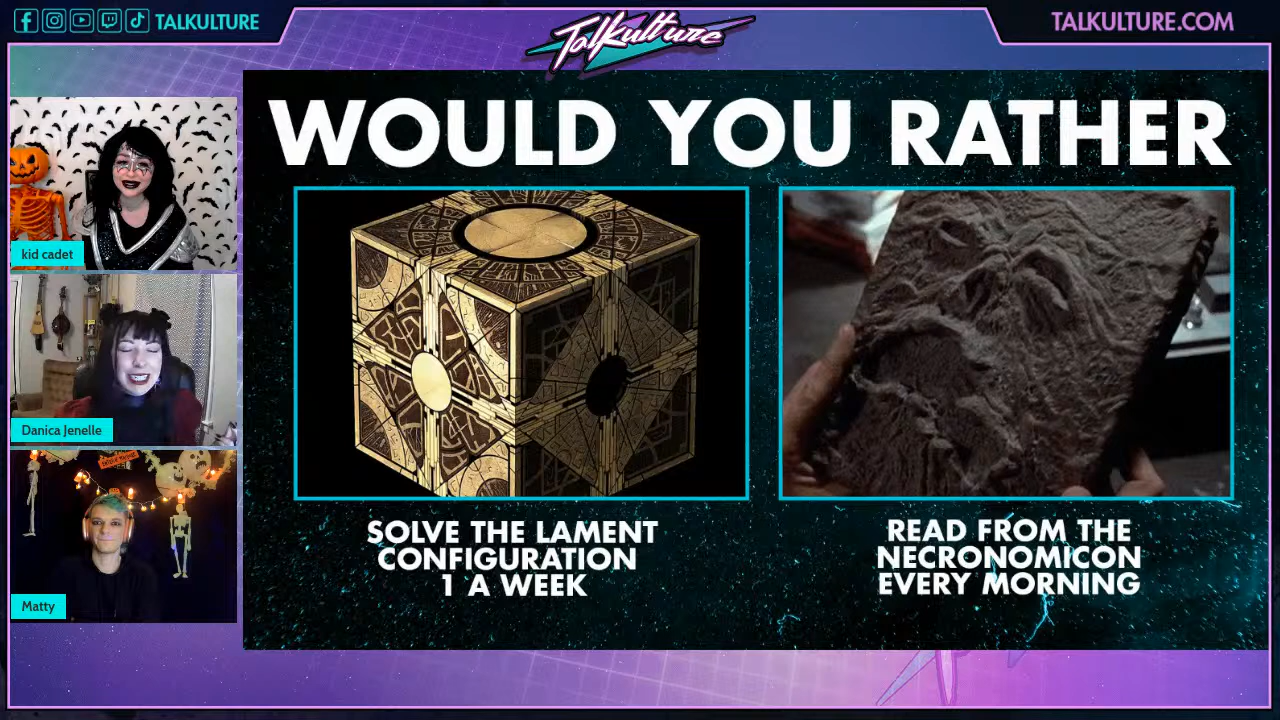 TALKULTURE
Talkulture
TALKULTURE.COM
WOULD YOU RATHER
kid cadet
Danica Jenelle
Matty
SOLVE THE LAMENT
CONFIGURATION
1 A WEEK
READ FROM THE
NECRONOMICON
EVERY MORNING